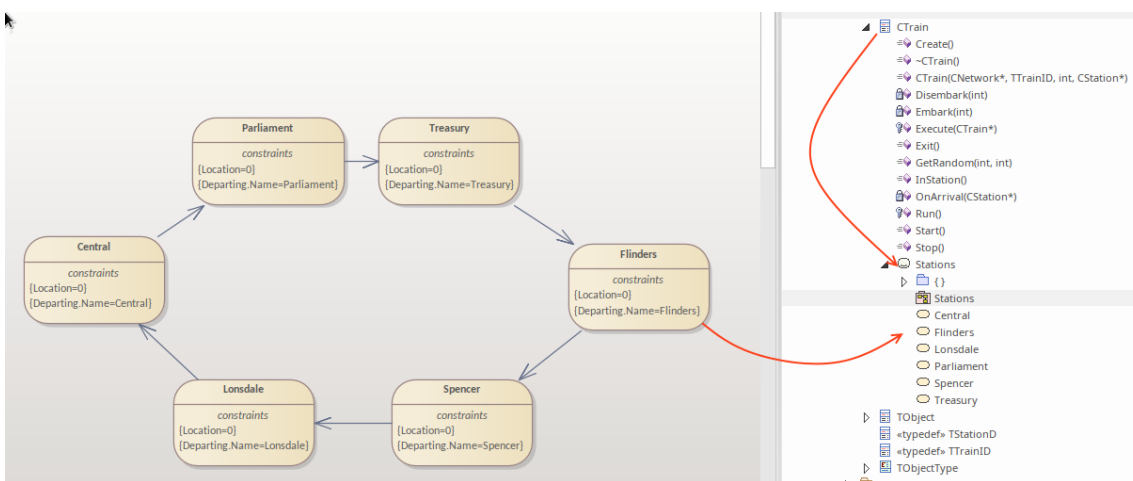 Parliament
constraints
{Location=0}
{Departing.Name=Parliament}
Treasury
constraints
{Location=0}
{Departing.Name=Treasury}
Central
constraints
{Location=0}
{Departing.Name=Central}
Flinders
constraints
{Location=0}
{Departing.Name=Flinders}
Lonsdale
constraints
{Location=0}
{Departing.Name=Lonsdale}
Spencer
constraints
{Location=0}
{Departing.Name=Spencer}
CTrain
Create()
~CTrain()
CTrain(CNetwork*, TTrainID, int, CStation*)
Disembark(int)
Embark(int)
Execute(CTrain*)
Exit()
GetRandom(int, int)
InStation()
OnArrival(CStation*)
Run()
Start()
Stop()
Stations
{ }
Stations
Central
Flinders
Lonsdale
Parliament
Spencer
Treasury
TObject
«typedef» TStationD
«typedef» TTrainID
TObjectType